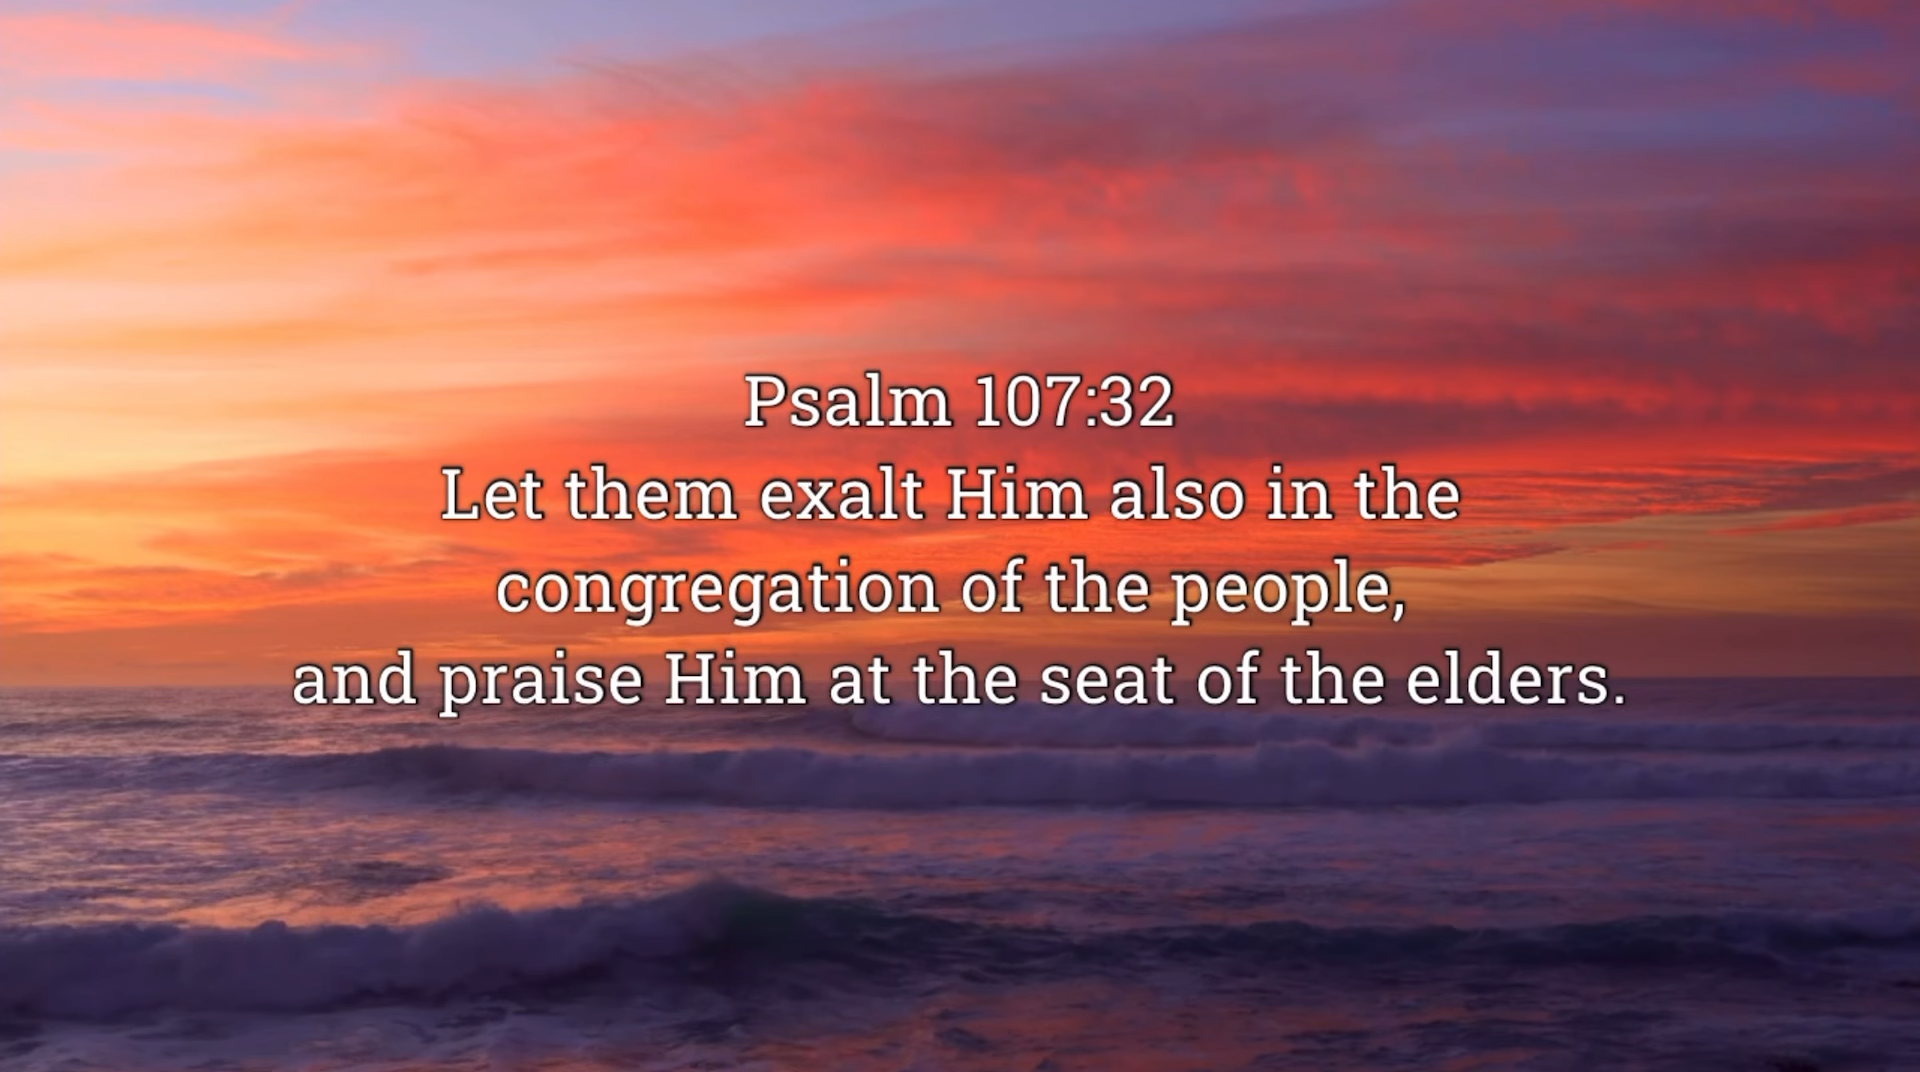 Psalm 107:32
Let them exalt Him also in the
congregation of the people,
and praise Him at the seat of the elders.